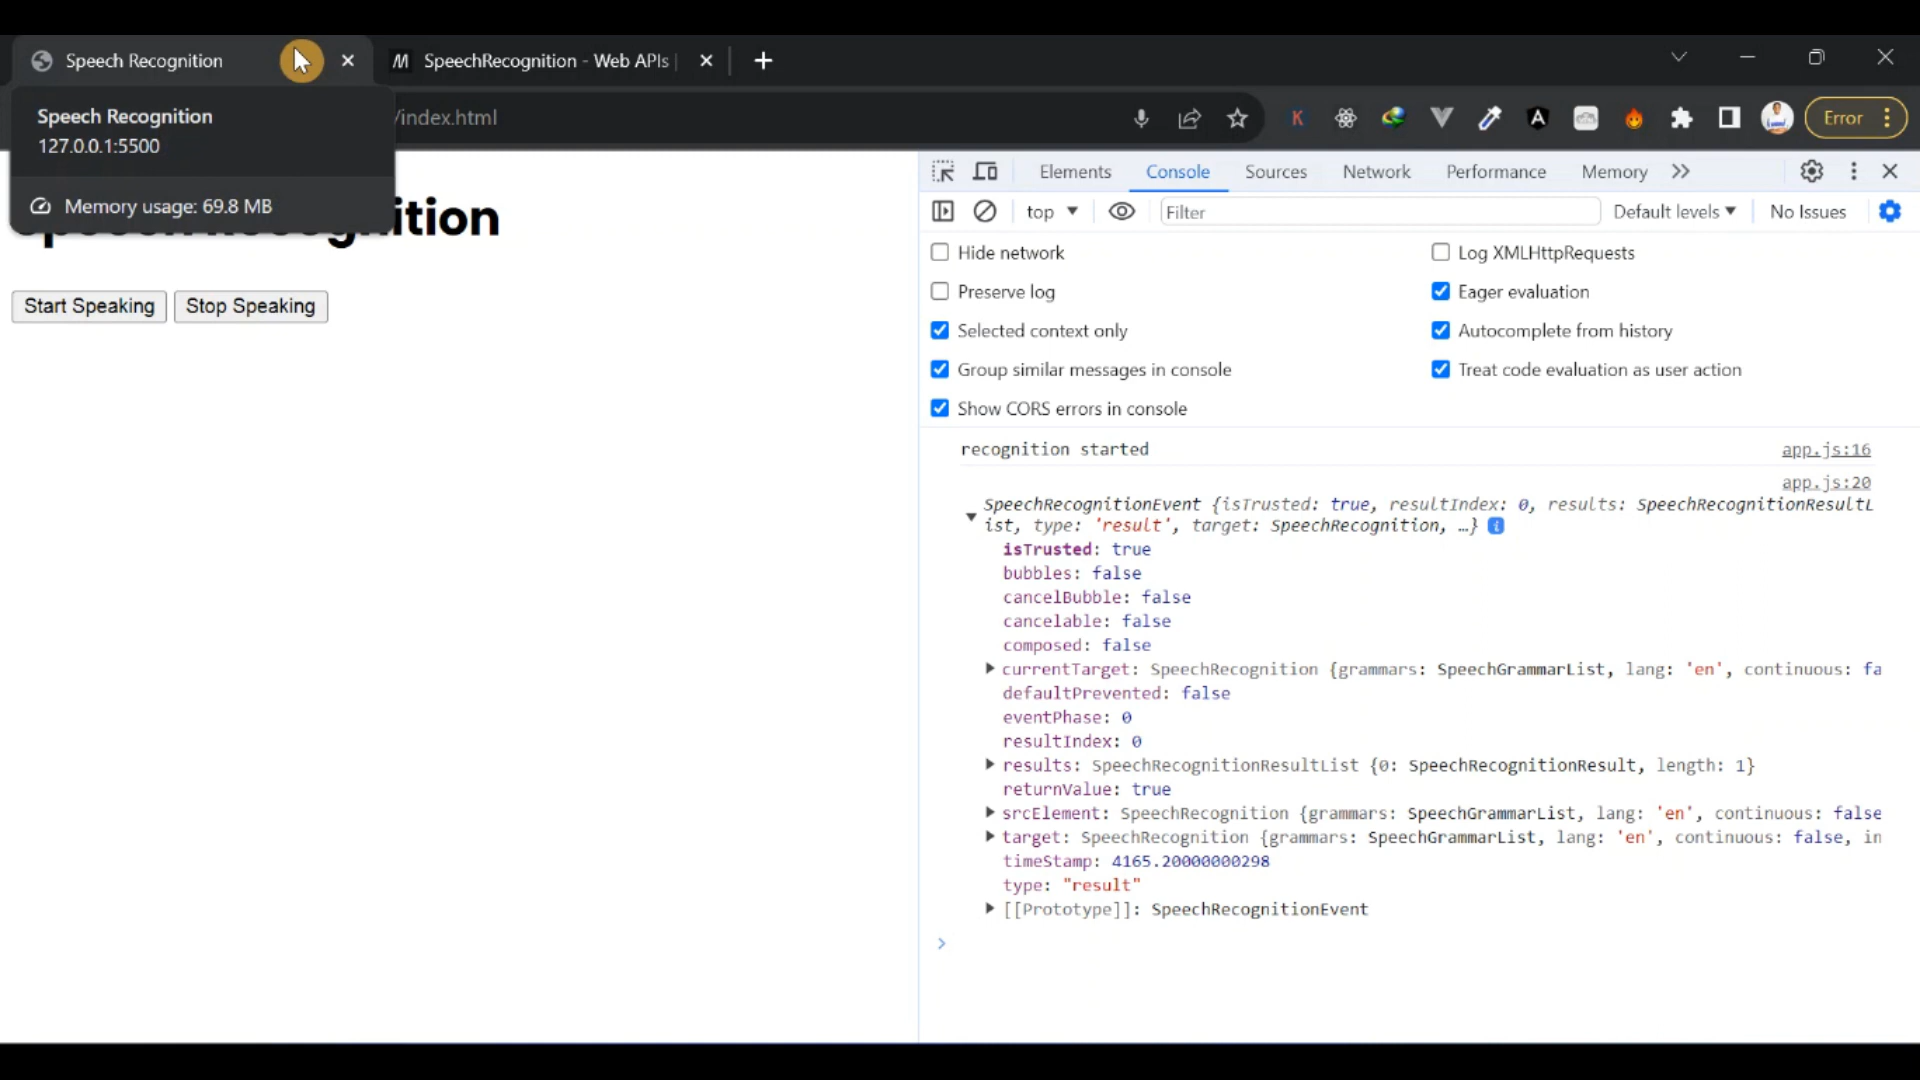 Speech Recognition
SpeechRecognition - Web APIs |
Speech Recognition
127.0.0.1:5500
Memory usage: 69.8 MB
/index.html
Error
Start Speaking Stop Speaking
Elements Console Sources Network Performance Memory
top Filter Default levels No Issues
Hide network Log XMLHttpRequests
Preserve log Eager evaluation
Selected context only Autocomplete from history
Group similar messages in console Treat code evaluation as user action
Show CORS errors in console
recognition started app.js:16
app.js:20
SpeechRecognitionEvent {isTrusted: true, resultIndex: 0, results: SpeechRecognitionResultL
ist, type: 'result', target: SpeechRecognition, …}
isTrusted: true
bubbles: false
cancelBubble: false
cancelable: false
composed: false
currentTarget: SpeechRecognition {grammars: SpeechGrammarList, lang: 'en', continuous: fa
defaultPrevented: false
eventPhase: 0
resultIndex: 0
results: SpeechRecognitionResultList {0: SpeechRecognitionResult, length: 1}
returnValue: true
srcElement: SpeechRecognition {grammars: SpeechGrammarList, lang: 'en', continuous: false
target: SpeechRecognition {grammars: SpeechGrammarList, lang: 'en', continuous: false, in
timeStamp: 4165.20000000298
type: "result"
[[Prototype]]: SpeechRecognitionEvent